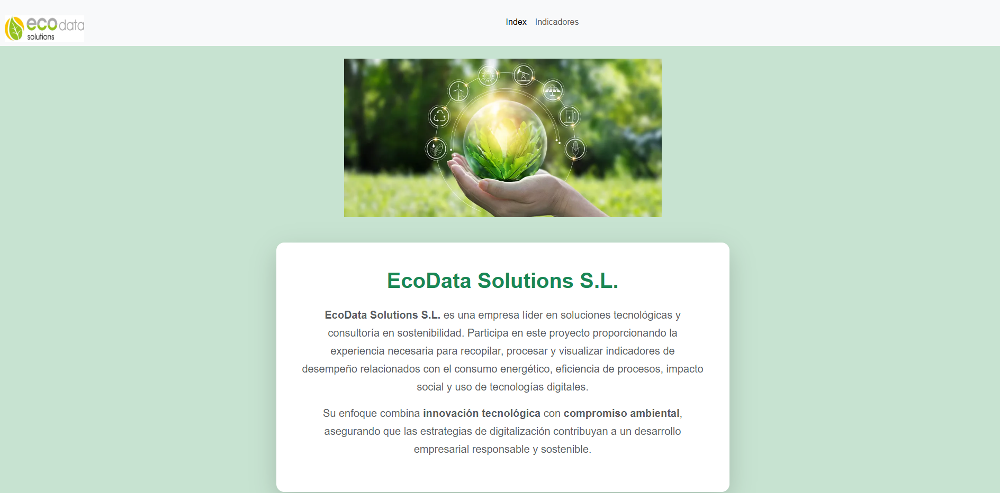 eco data
solutions
Index Indicadores
EcoData Solutions S.L.
EcoData Solutions S.L. es una empresa líder en soluciones tecnológicas y
consultoría en sostenibilidad. Participa en este proyecto proporcionando la
experiencia necesaria para recopilar, procesar y visualizar indicadores de
desempeño relacionados con el consumo energético, eficiencia de procesos, impacto
social y uso de tecnologías digitales.
Su enfoque combina innovación tecnológica con compromiso ambiental,
asegurando que las estrategias de digitalización contribuyan a un desarrollo
empresarial responsable y sostenible.